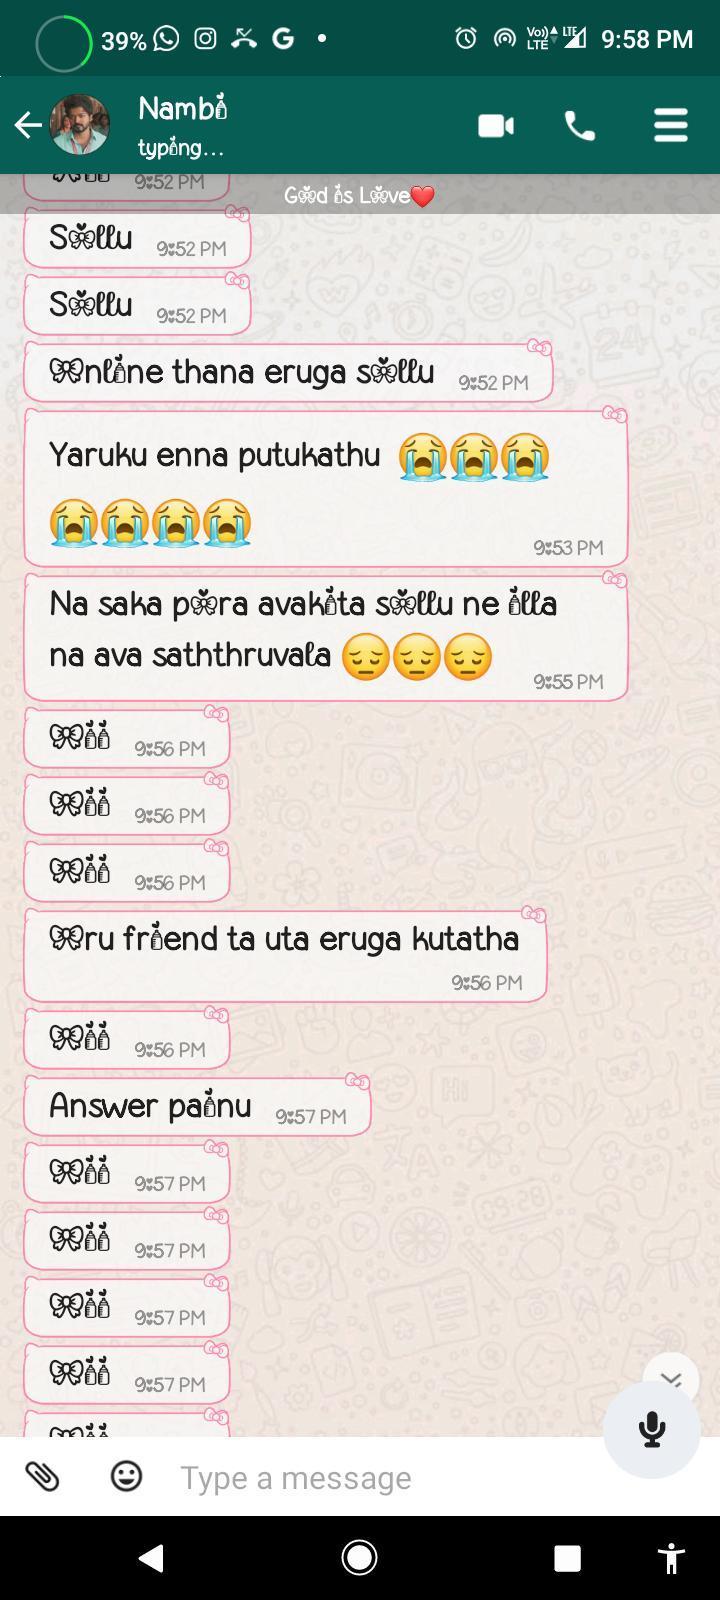 39% 9:58 PM
Nambi
typing...
9:52 PM
God is Love❤️
Sollu 9:52 PM
Sollu 9:52 PM
Online thana eruga sollu 9:52 PM
Yaruku enna putukathu 😭😭😭
😭😭😭😭
9:53 PM
Na saka pora avakita sollu ne illa
na ava saththruvala 😔😔😔
9:55 PM
Oii 9:56 PM
Oii 9:56 PM
Oii 9:56 PM
Oru friend ta uta eruga kutatha
9:56 PM
Oii 9:56 PM
Answer painu 9:57 PM
Oii 9:57 PM
Oii 9:57 PM
Oii 9:57 PM
Oii 9:57 PM
Type a message